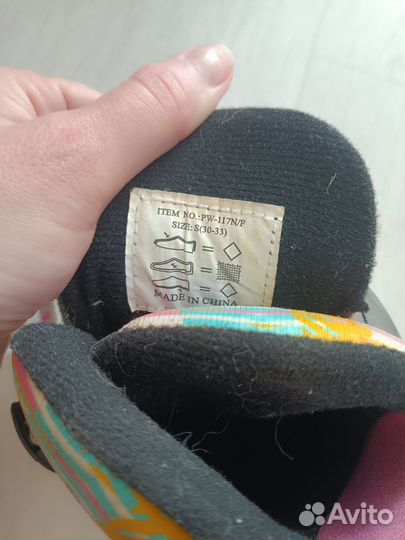 ITEM NO.:PW-117N/F
SIZE: S(30-33)
MADE IN CHINA
Avito